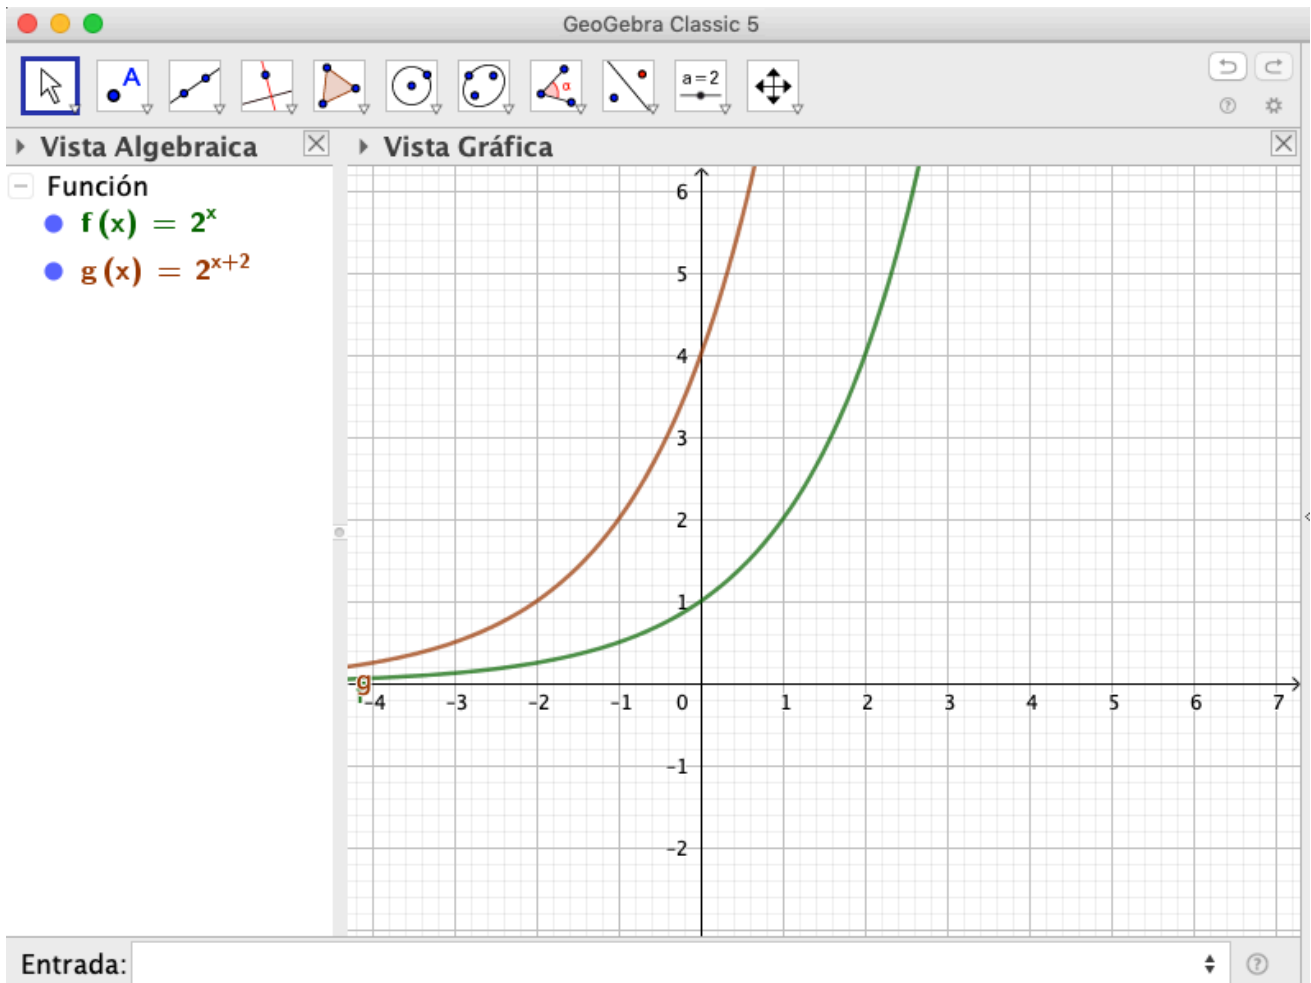 GeoGebra Classic 5
A
α
a = 2
Vista Algebraica
Vista Gráfica
Función
f (x) = 2^x
g (x) = 2^{x+2}
6
5
4
3
2
1
g
f
-4 -3 -2 -1 0 1 2 3 4 5 6 7
-1
-2
Entrada: